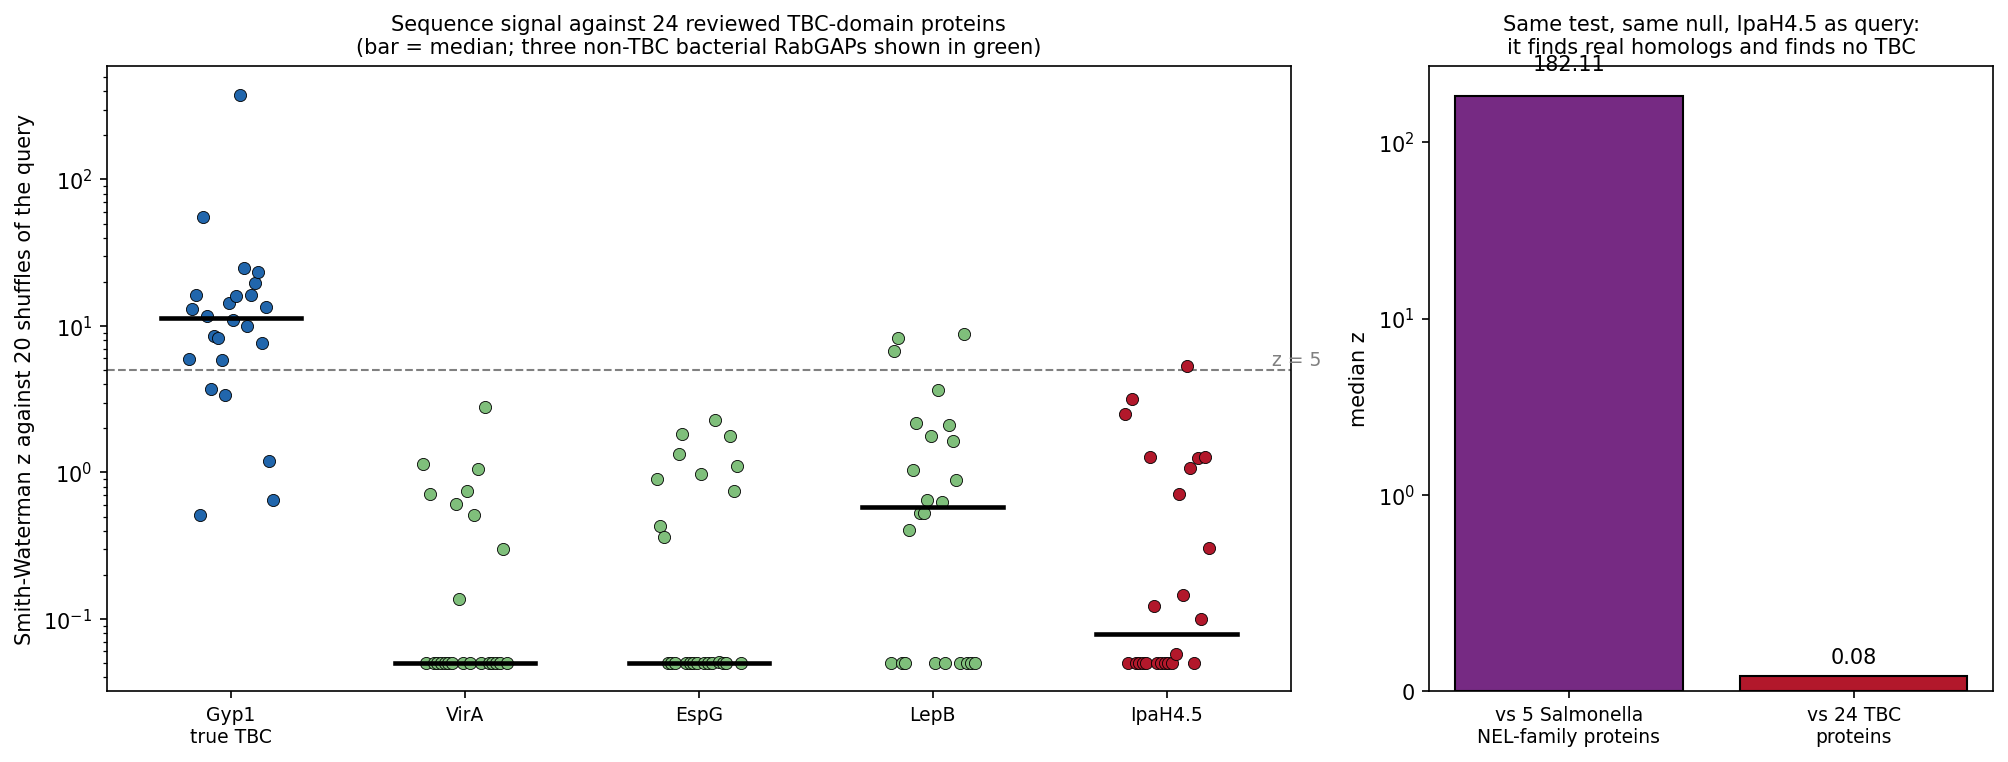 Sequence signal against 24 reviewed TBC-domain proteins
(bar = median; three non-TBC bacterial RabGAPs shown in green)
Smith-Waterman z against 20 shuffles of the query
10²
10¹
10⁰
10⁻¹
z = 5
Gyp1
true TBC
VirA
EspG
LepB
IpaH4.5
Same test, same null, IpaH4.5 as query:
it finds real homologs and finds no TBC
182.11
median z
10²
10¹
10⁰
0
0.08
vs 5 Salmonella
NEL-family proteins
vs 24 TBC
proteins